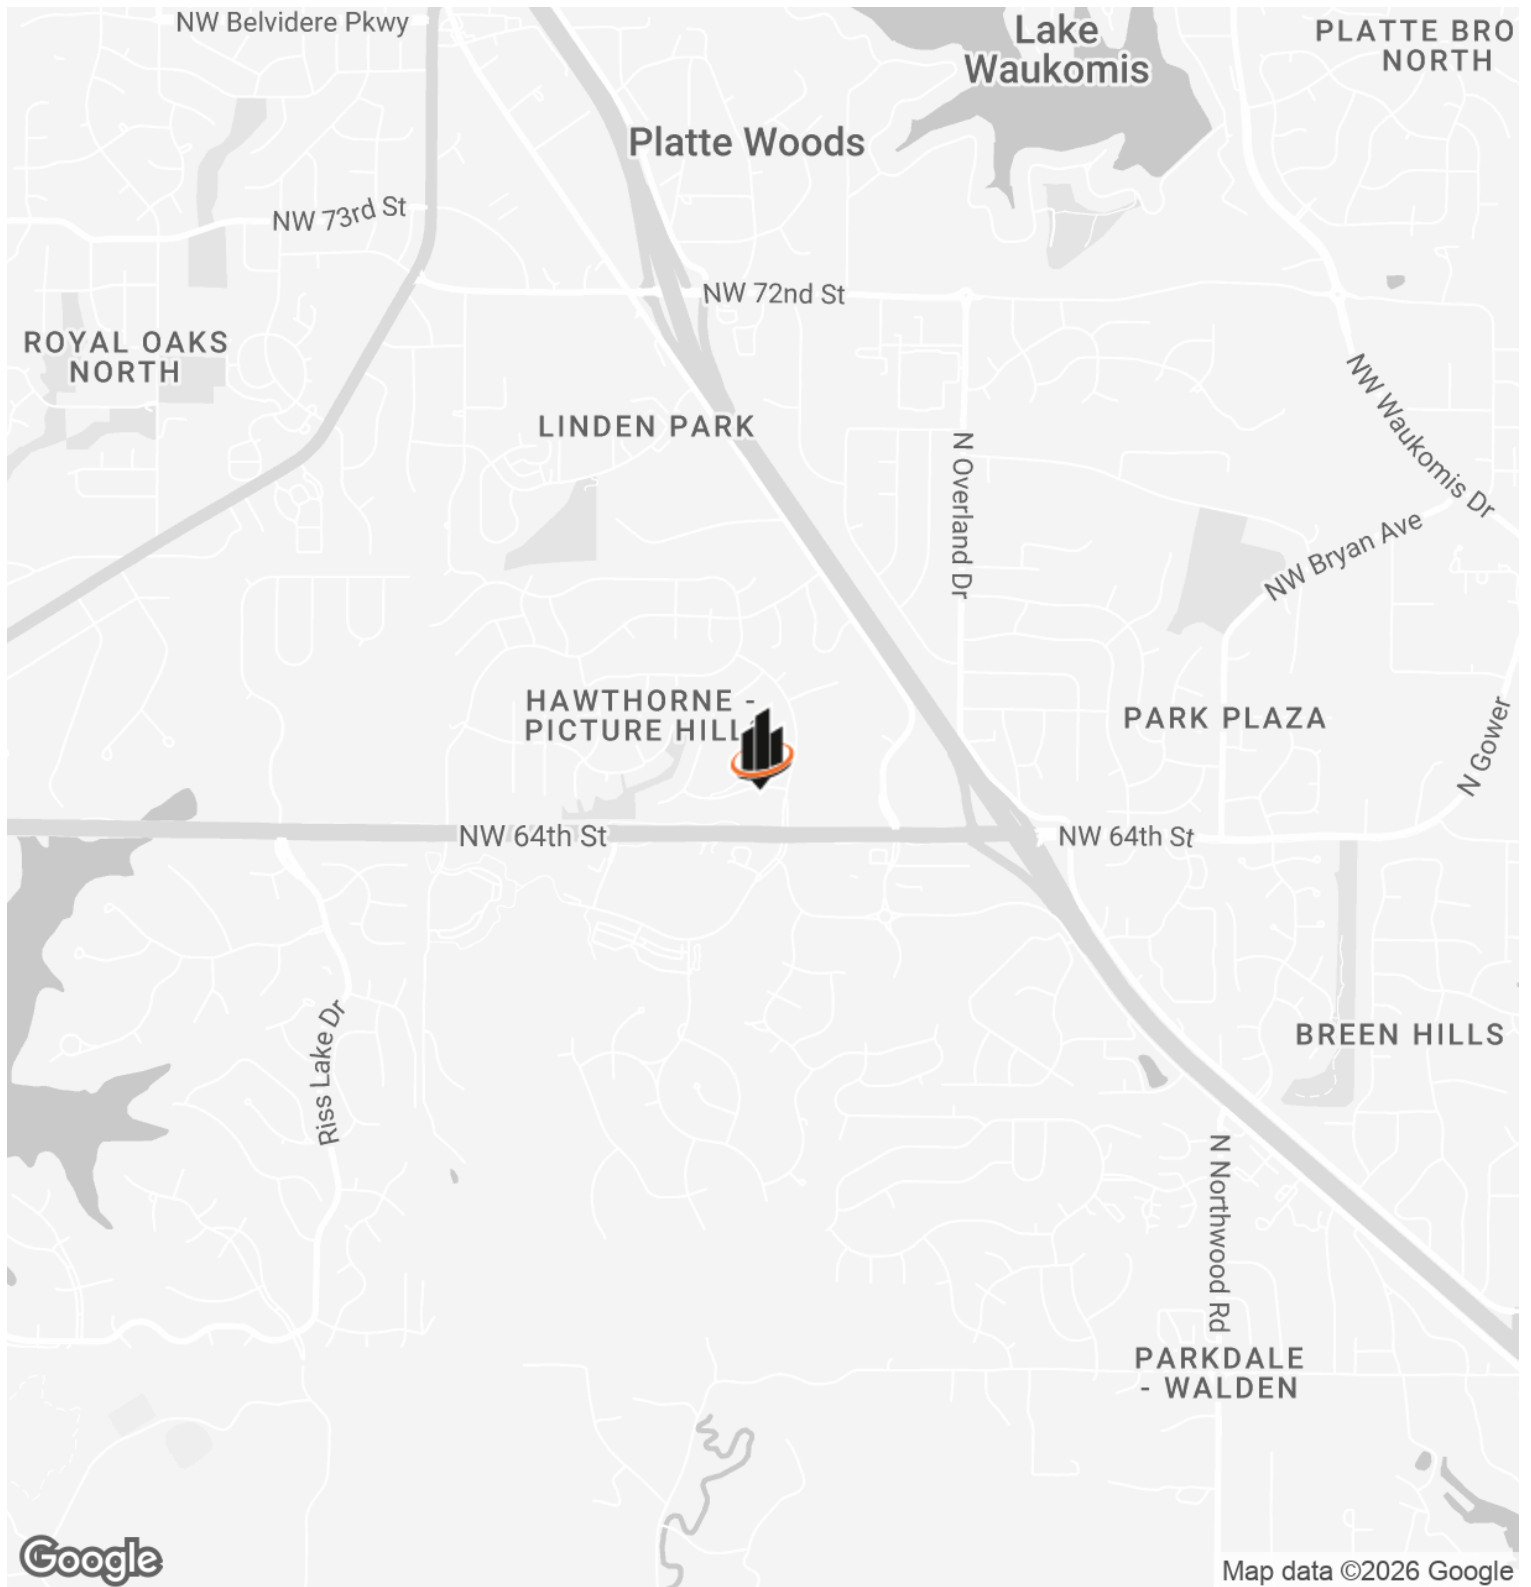 NW Belvidere Pkwy
Lake
Waukomis
PLATTE BRO
NORTH
Platte Woods
NW 73rd St
NW 72nd St
ROYAL OAKS
NORTH
NW Waukomis Dr
LINDEN PARK
N Overland Dr
NW Bryan Ave
HAWTHORNE -
PICTURE HILL
PARK PLAZA
N Gower
NW 64th St
NW 64th St
Riss Lake Dr
BREEN HILLS
N Northwood Rd
PARKDALE
- WALDEN
Google
Map data ©2026 Google